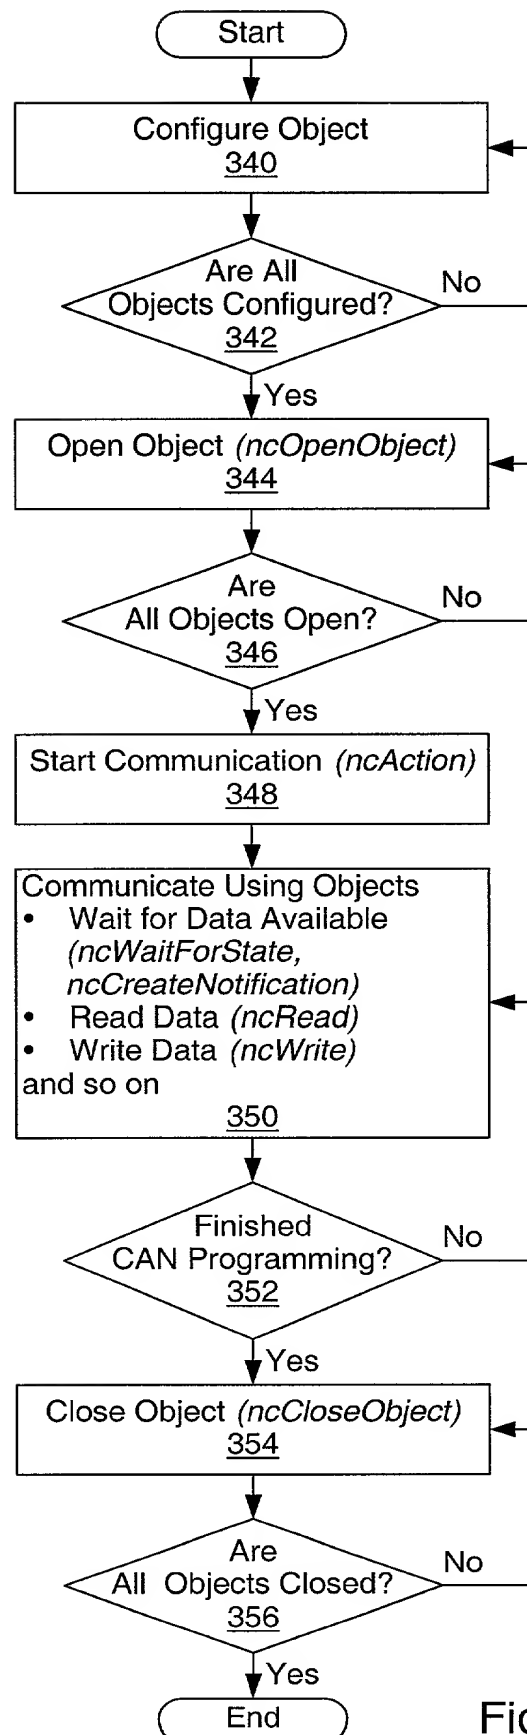 Start
Configure Object
340
Are All
Objects Configured?
342
No
Yes
Open Object (ncOpenObject)
344
Are
All Objects Open?
346
No
Yes
Start Communication (ncAction)
348
Communicate Using Objects
• Wait for Data Available
(ncWaitForState,
ncCreateNotification)
• Read Data (ncRead)
• Write Data (ncWrite)
and so on
350
Finished
CAN Programming?
352
No
Yes
Close Object (ncCloseObject)
354
Are
All Objects Closed?
356
No
Yes
End
Fig